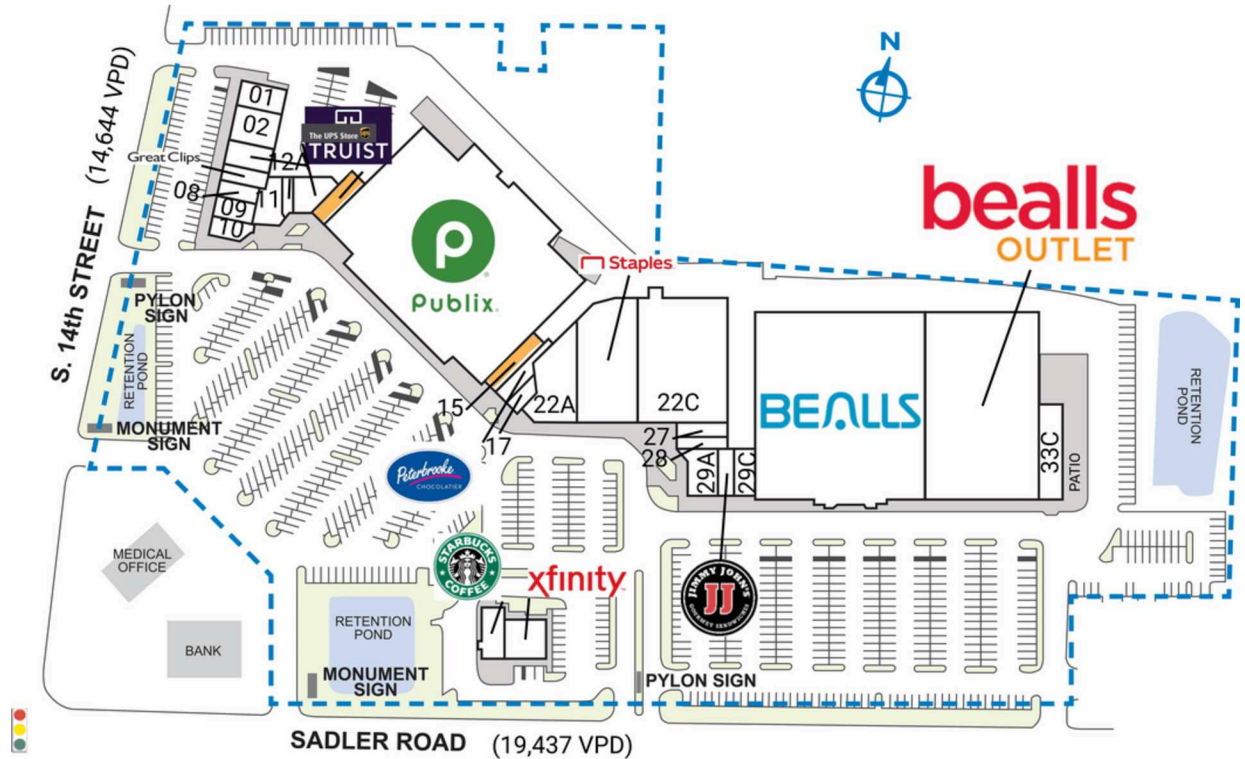 N
S. 14th STREET (14,644 VPD)
01
02
The UPS Store
TRUIST
Great Clips
12A
08
11
09
10
Publix
Staples
bealls
OUTLET
PYLON
SIGN
RETENTION
POND
MONUMENT
SIGN
15
17
22A
22C
27
28
29A
29C
BEALLS
33C
PATIO
RETENTION
POND
Peterbrooke
CHOCOLATIER
MEDICAL
OFFICE
BANK
STARBUCKS
COFFEE
xfinity
JIMMY JOHN'S
JJ
GOURMET SANDWICHES
RETENTION
POND
MONUMENT
SIGN
PYLON SIGN
SADLER ROAD (19,437 VPD)